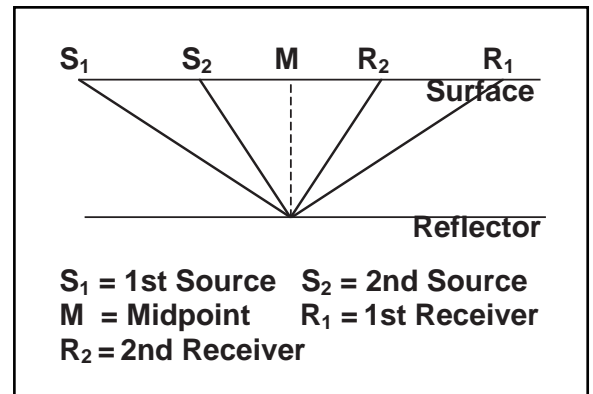 S₁ S₂ M R₂ R₁
Surface
Reflector
S₁ = 1st Source S₂ = 2nd Source
M = Midpoint R₁ = 1st Receiver
R₂ = 2nd Receiver